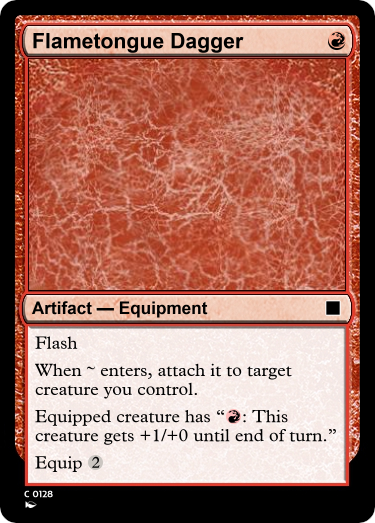 Flametongue Dagger
Artifact — Equipment
Flash
When ~ enters, attach it to target
creature you control.
Equipped creature has “: This
creature gets +1/+0 until end of turn.”
Equip 2
C 0128